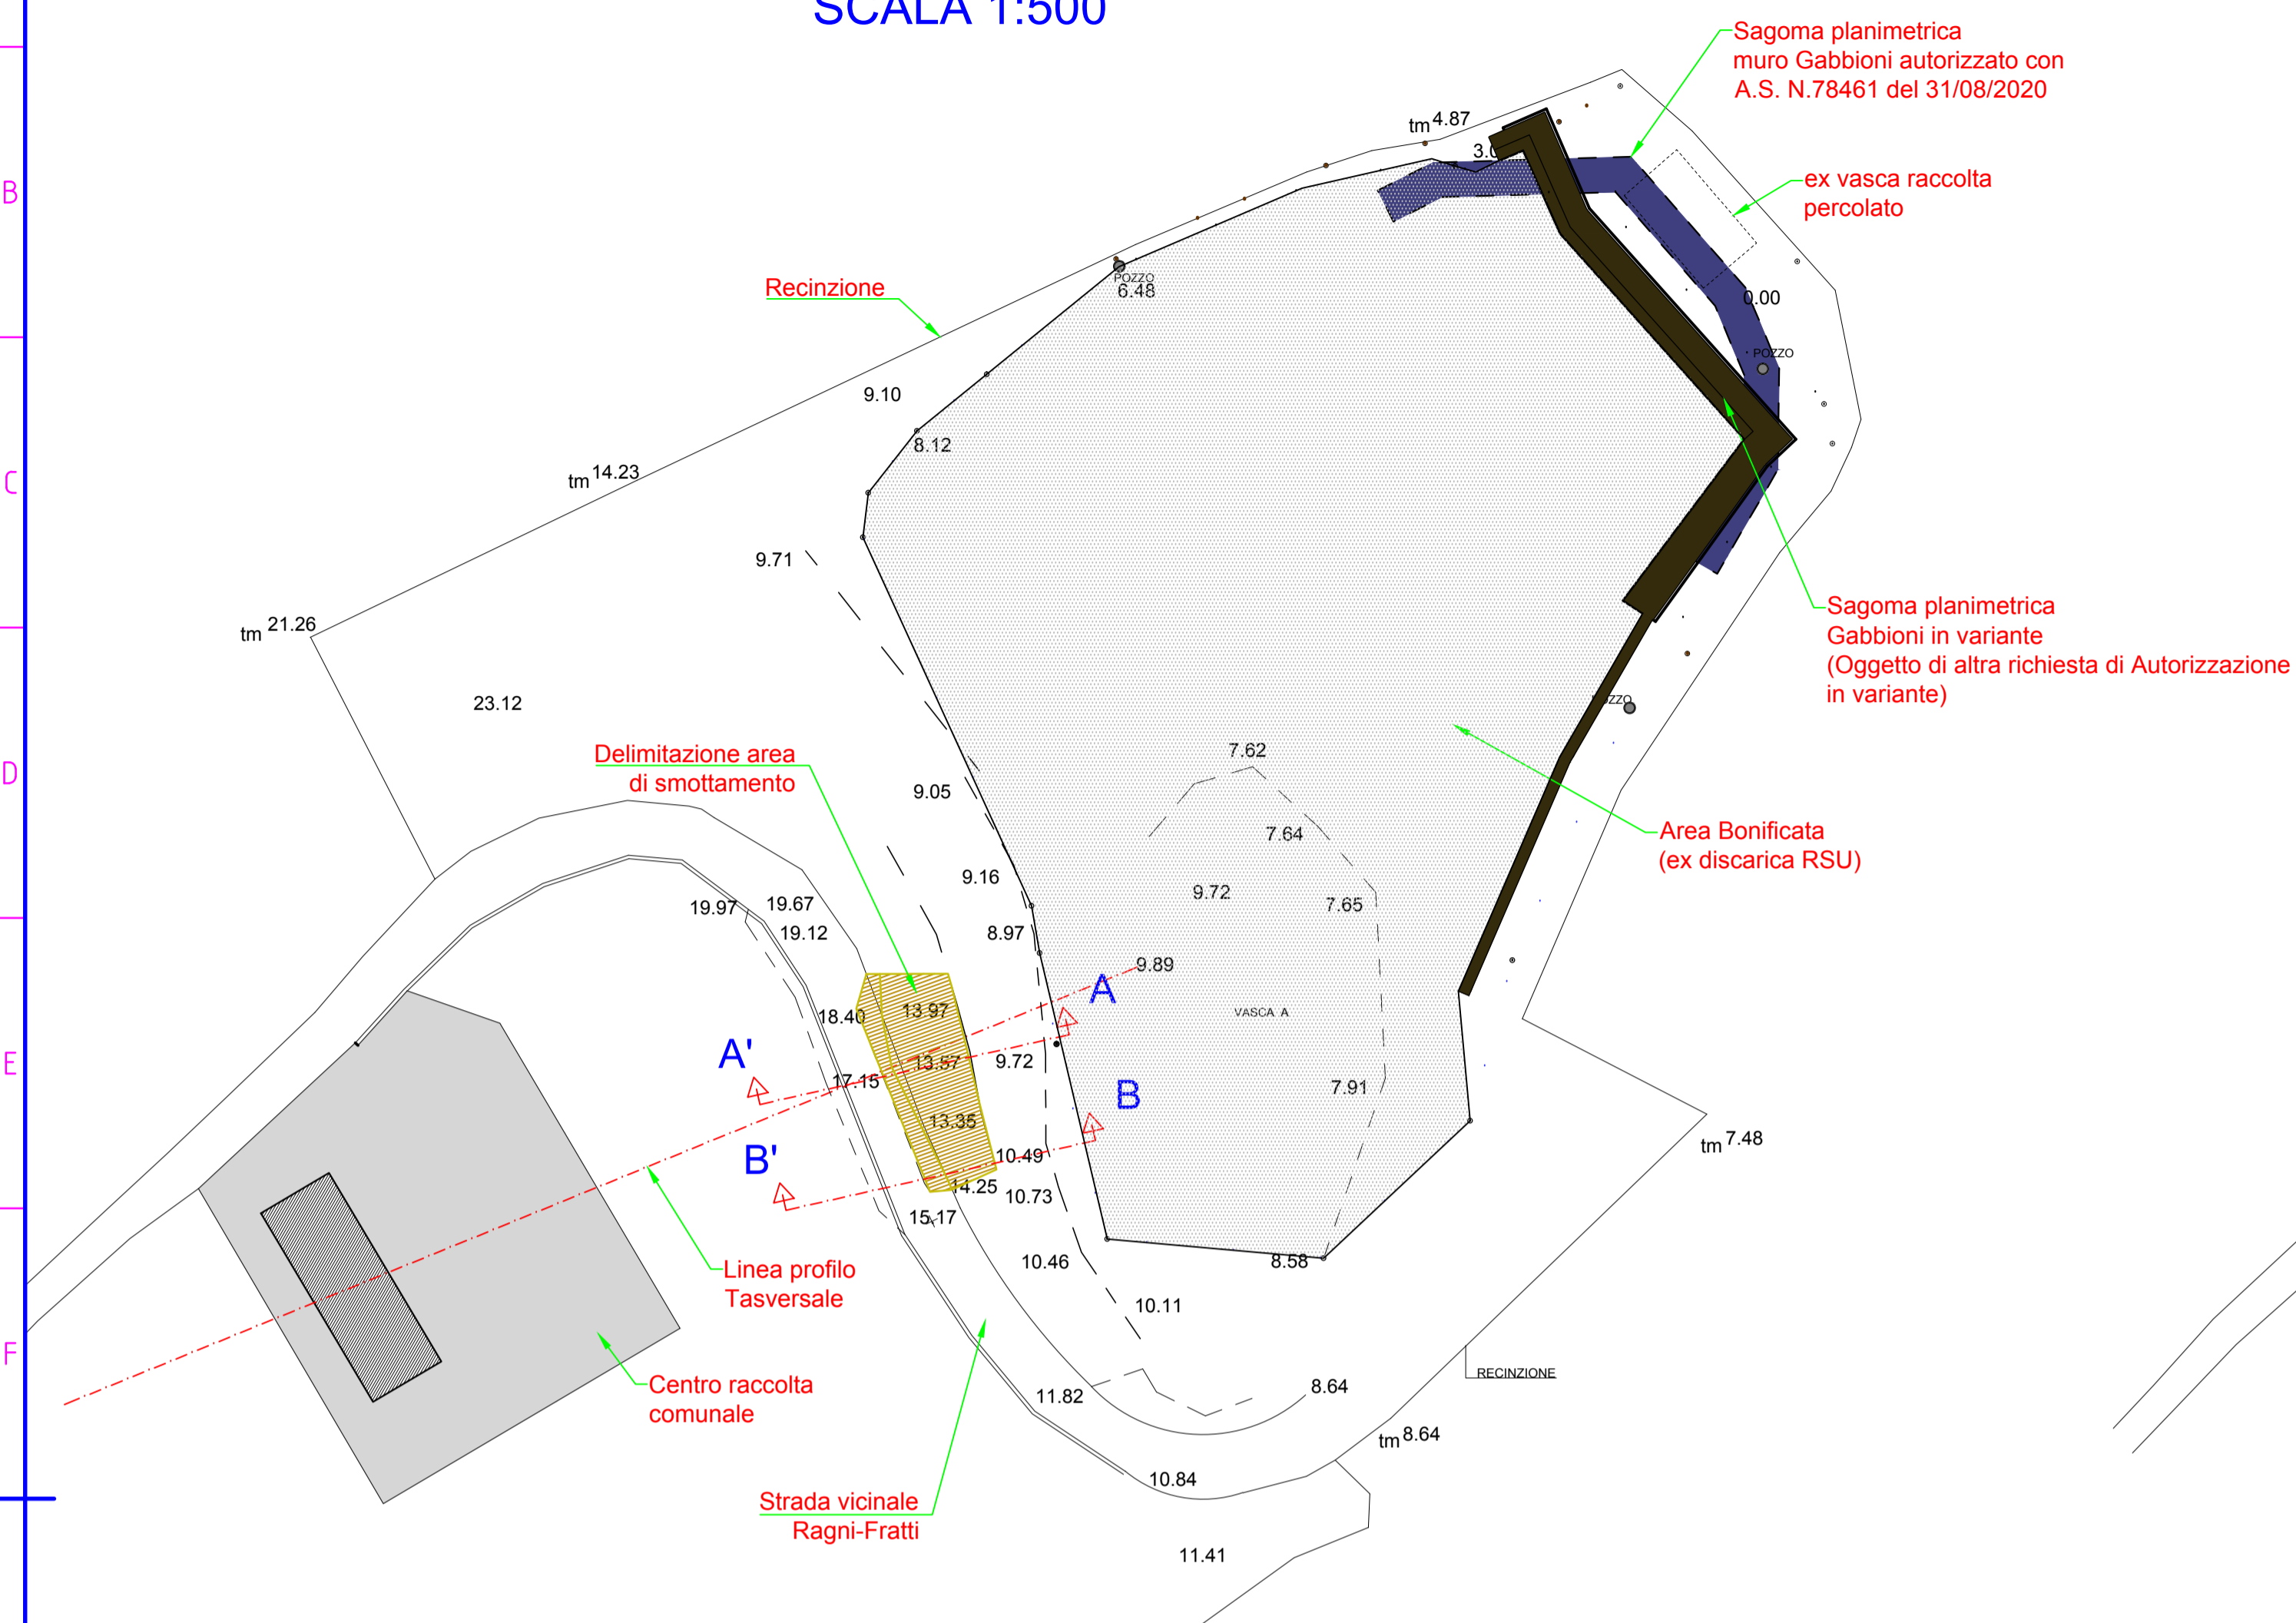 SCALA 1:500
Sagoma planimetrica
muro Gabbioni autorizzato con
A.S. N.78461 del 31/08/2020
tm 4.87
B
ex vasca raccolta
percolato
Recinzione
POZZO
6.48
0.00
POZZO
9.10
8.12
tm 14.23
C
9.71
Sagoma planimetrica
Gabbioni in variante
(Oggetto di altra richiesta di Autorizzazione
in variante)
tm 21.26
23.12
Delimitazione area
di smottamento
D
7.62
9.05
7.64
Area Bonificata
(ex discarica RSU)
9.16
9.72
7.65
19.97
19.67
19.12
8.97
9.89
A
VASCA A
18.40
13.97
A'
E
13.57
9.72
17.15
B
7.91
13.35
B'
10.49
tm 7.48
14.25
10.73
15.17
10.46
8.58
Linea profilo
Tasversale
10.11
F
RECINZIONE
Centro raccolta
comunale
11.82
8.64
tm 8.64
10.84
Strada vicinale
Ragni-Fratti
11.41